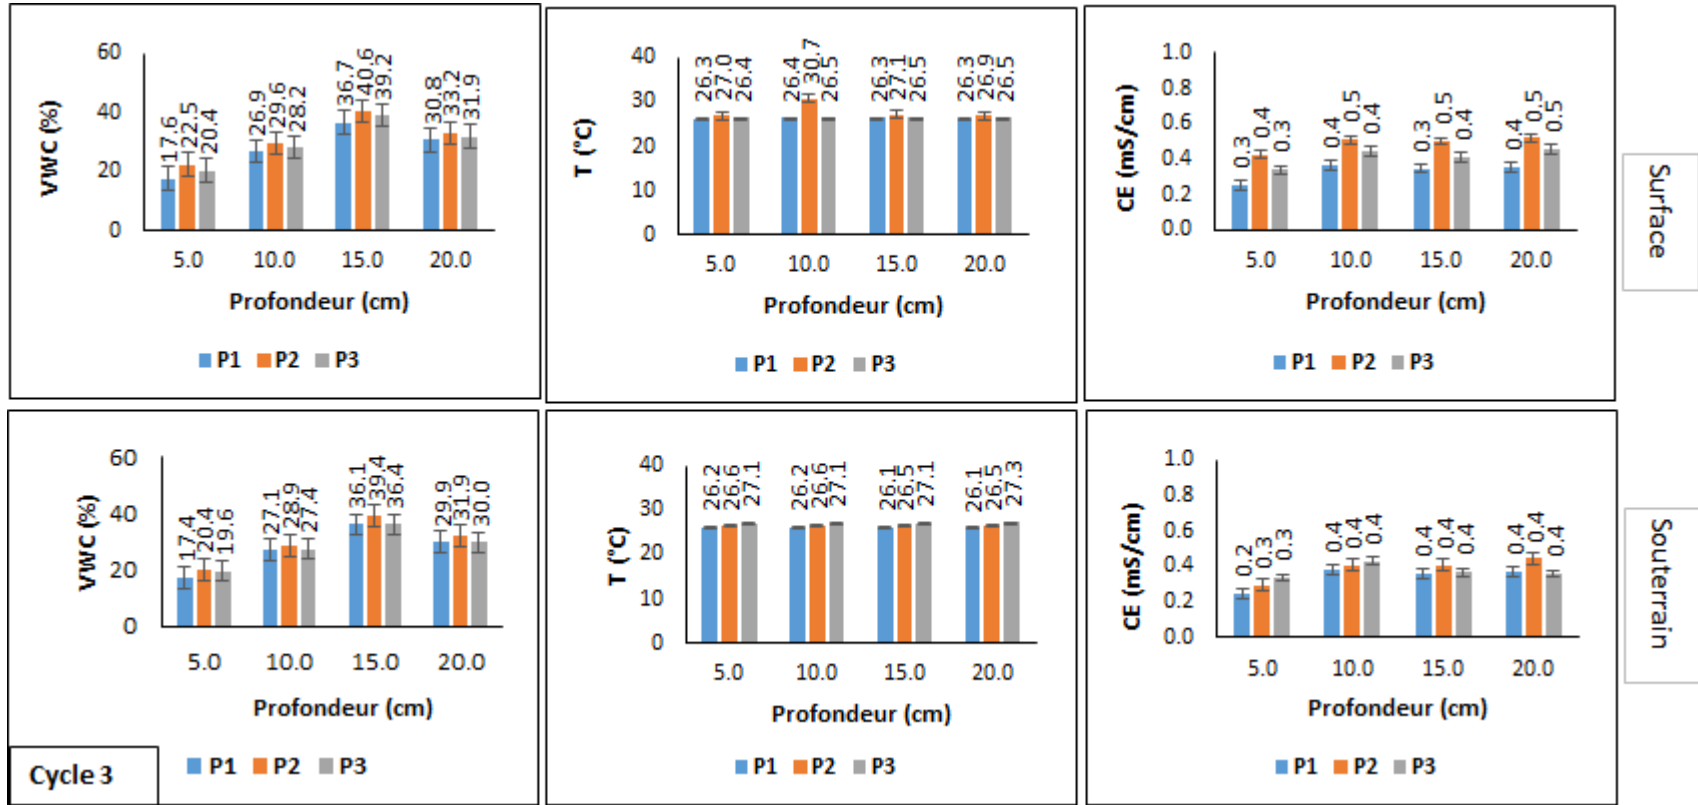 VWC (%)
60
40
20
0
17.6 22.5 20.4 26.9 29.6 28.2 36.7 40.6 39.2 30.8 33.2 31.9
5.0 10.0 15.0 20.0
Profondeur (cm)
P1 P2 P3
T (°C)
40
30
20
10
0
26.3 27.0 26.4 26.4 30.7 26.5 26.3 27.1 26.5 26.3 26.9 26.5
5.0 10.0 15.0 20.0
Profondeur (cm)
P1 P2 P3
CE (mS/cm)
1.0
0.8
0.6
0.4
0.2
0.0
0.3 0.4 0.3 0.4 0.5 0.4 0.3 0.5 0.4 0.4 0.5 0.5
5.0 10.0 15.0 20.0
Profondeur (cm)
P1 P2 P3
Surface
VWC (%)
60
40
20
0
17.4 20.4 19.6 27.1 28.9 27.4 36.1 39.4 36.4 29.9 31.9 30.0
5.0 10.0 15.0 20.0
Profondeur (cm)
P1 P2 P3
Cycle 3
T (°C)
40
30
20
10
0
26.2 26.6 27.1 26.2 26.6 27.1 26.1 26.5 27.1 26.1 26.5 27.3
5.0 10.0 15.0 20.0
Profondeur (cm)
P1 P2 P3
CE (mS/cm)
1.0
0.8
0.6
0.4
0.2
0.0
0.2 0.3 0.3 0.4 0.4 0.4 0.4 0.4 0.4 0.4 0.4 0.4
5.0 10.0 15.0 20.0
Profondeur (cm)
P1 P2 P3
Souterrain